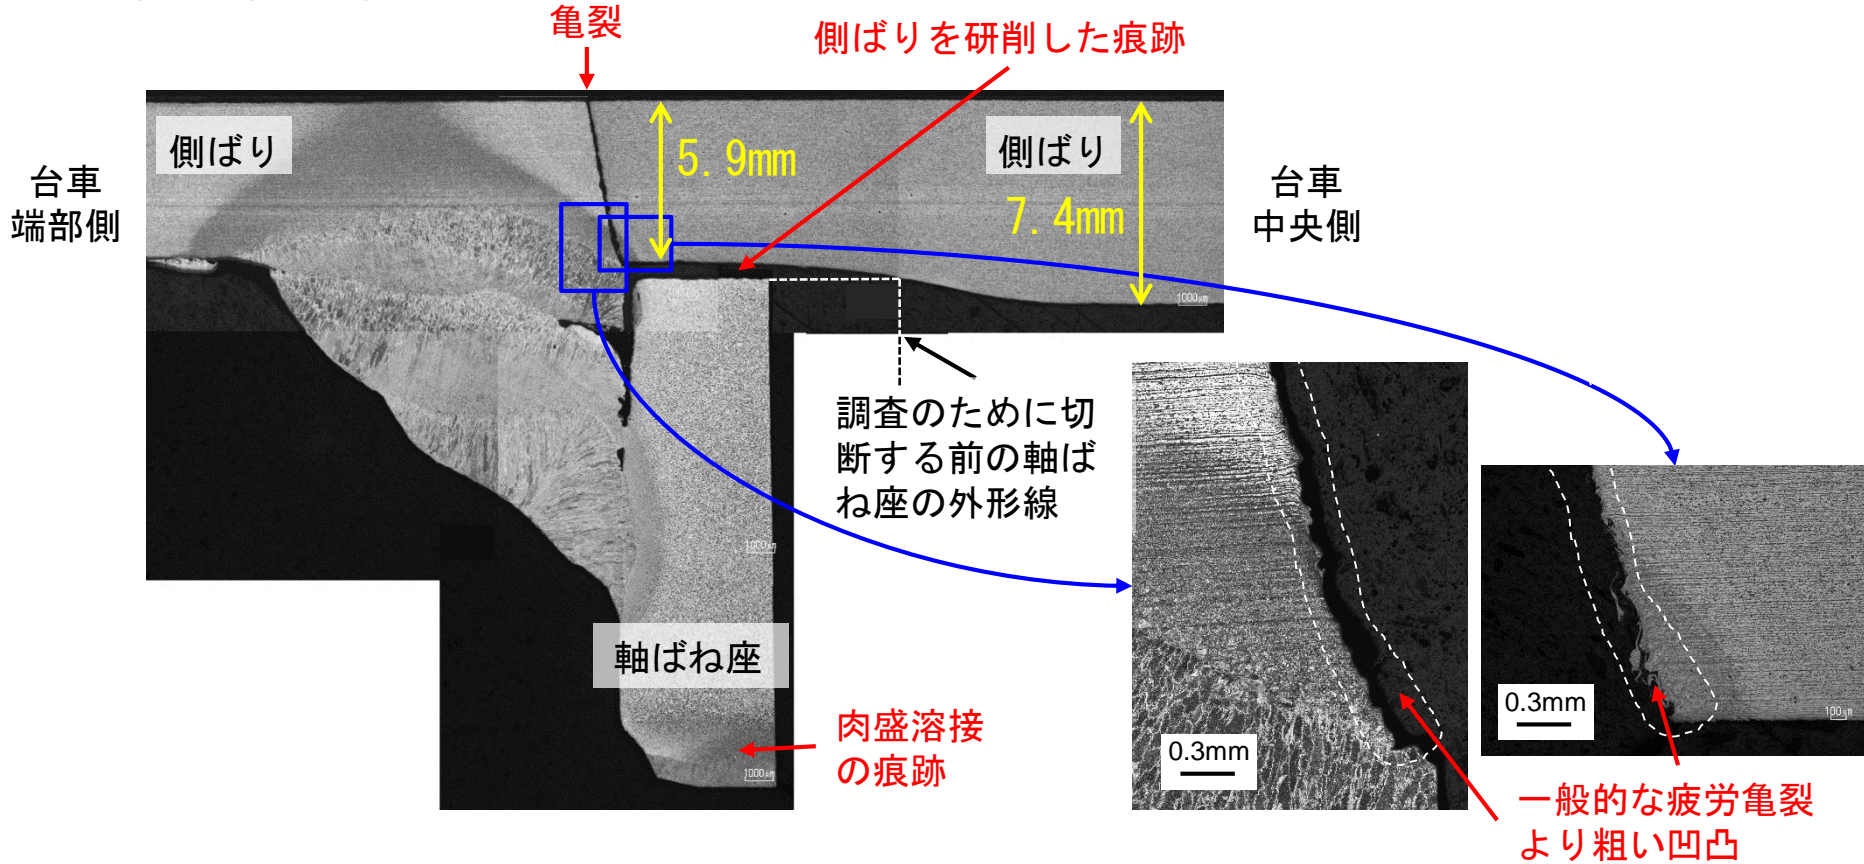 亀裂
側ばりを研削した痕跡
側ばり
5.9mm
側ばり
7.4mm
台車
端部側
台車
中央側
1000μm
調査のために切
断する前の軸ば
ね座の外形線
1000μm
軸ばね座
肉盛溶接
の痕跡
1000μm
0.3mm
0.3mm
100μm
一般的な疲労亀裂
より粗い凹凸